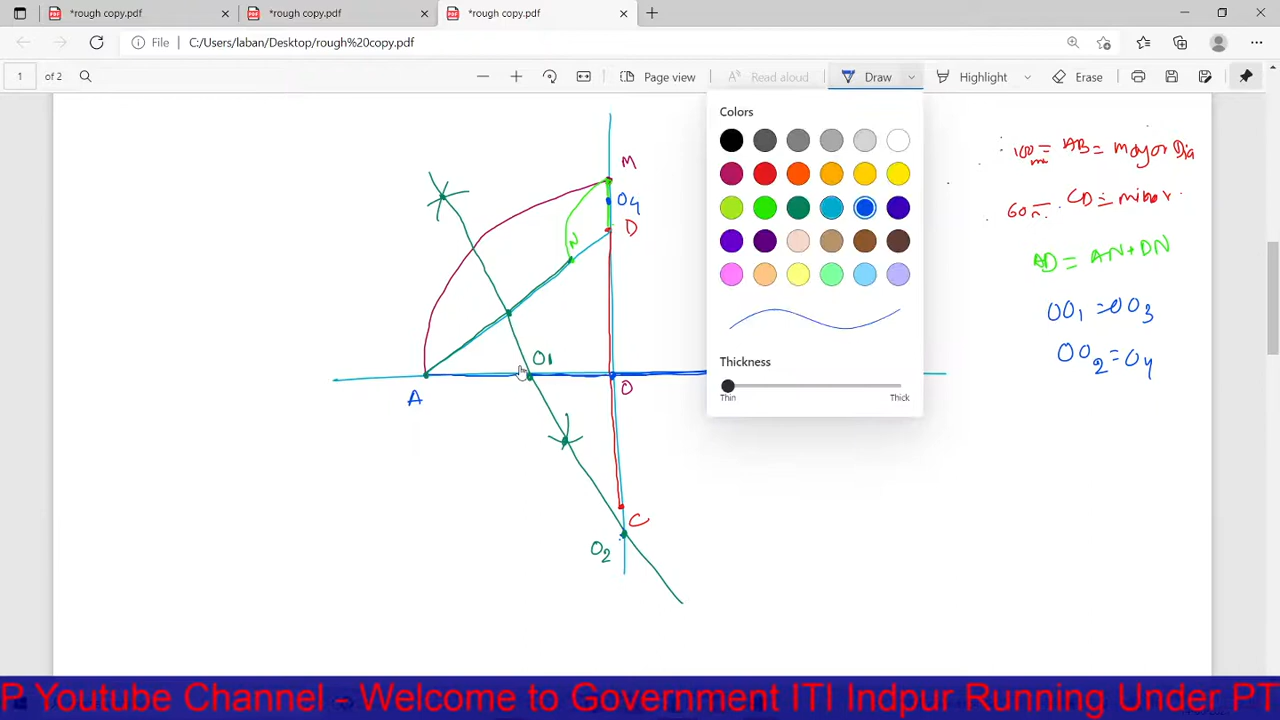 *rough copy.pdf
*rough copy.pdf
*rough copy.pdf
File C:/Users/laban/Desktop/rough%20copy.pdf
1 of 2
Page view
Read aloud
Draw
Highlight
Erase
Colors
Thickness
Thin
Thick
M
O4
D
N
O1
A
O
C
O2
100 mm = AB = major Dia
CD = minor
AD = AN + DN
OO1 = OO3
OO2 = O4
P Youtube Channel - Welcome to Government ITI Indpur Running Under PT